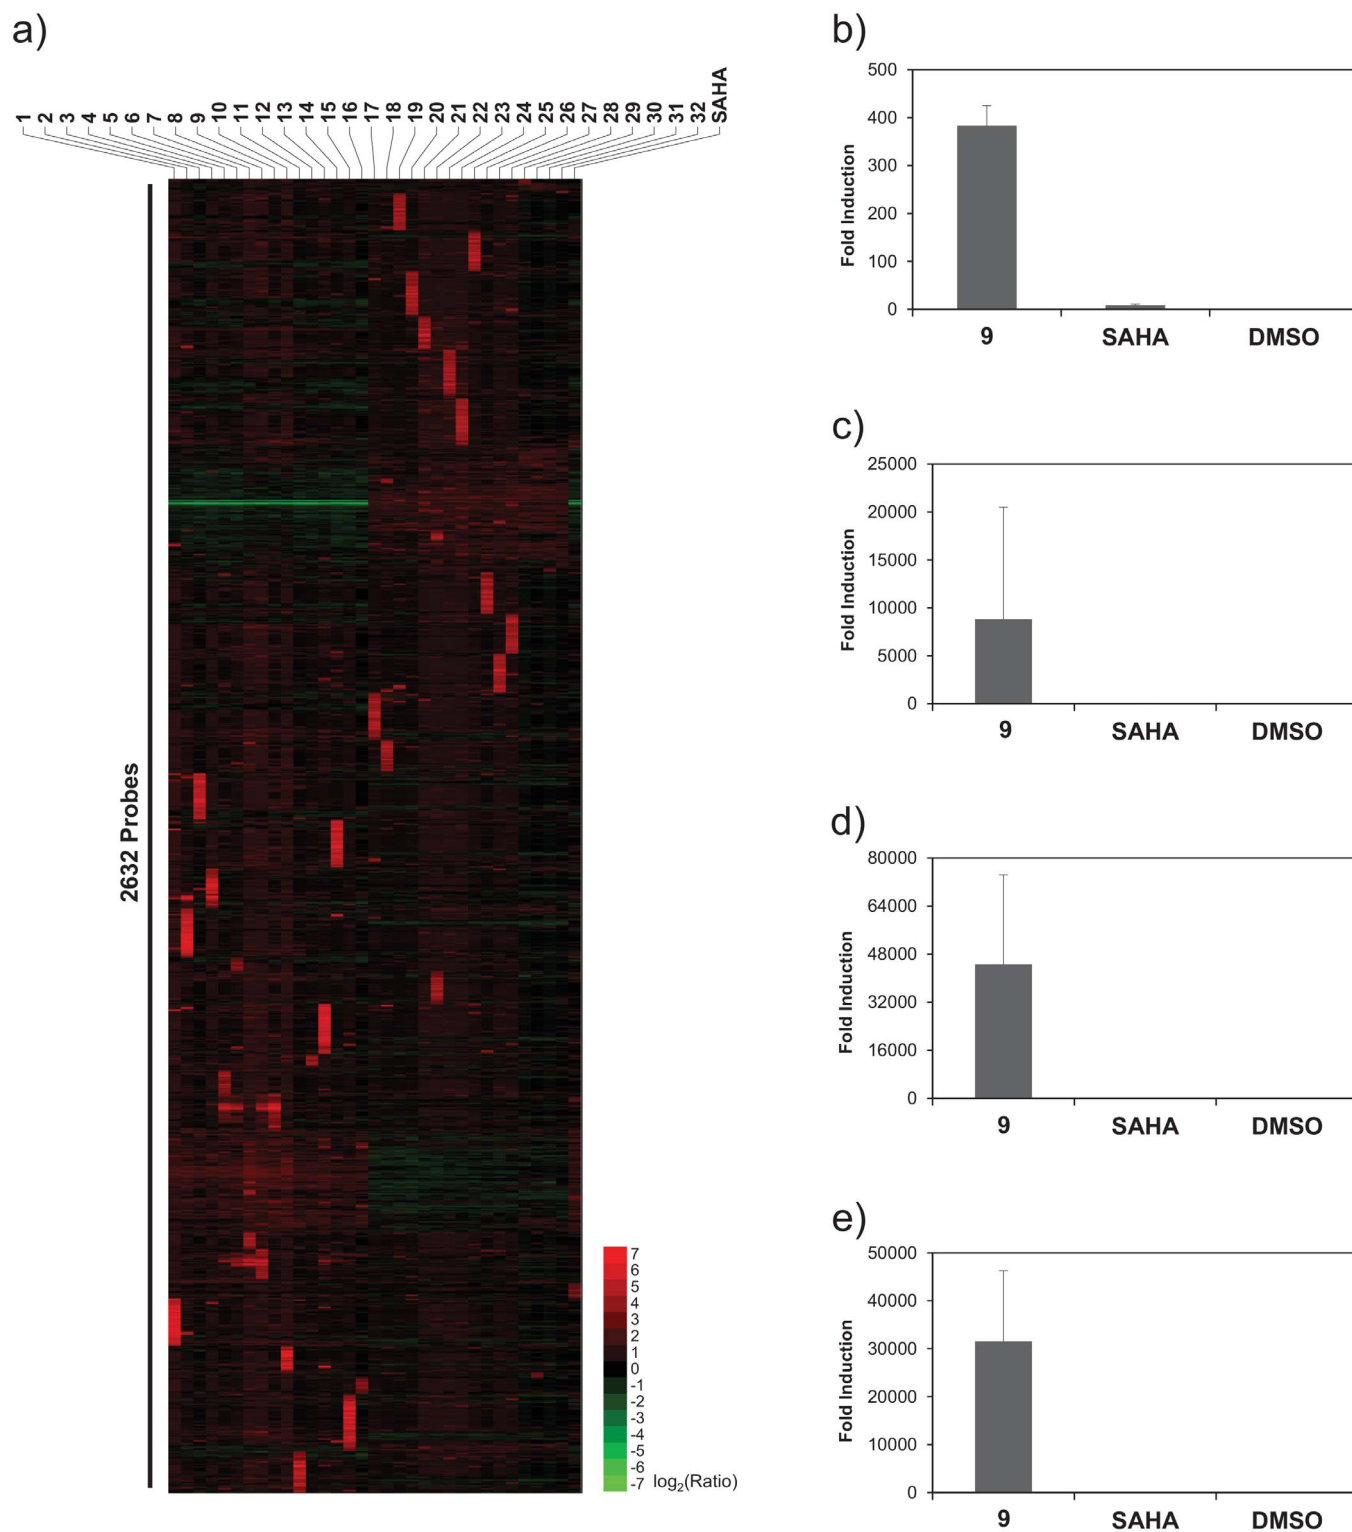 a)
1 2 3 4 5 6 7 8 9 10 11 12 13 14 15 16 17 18 19 20 21 22 23 24 25 26 27 28 29 30 31 32 SAHA
2632 Probes
7
6
5
4
3
2
1
0
-1
-2
-3
-4
-5
-6
-7 log₂(Ratio)
b)
Fold Induction
500
400
300
200
100
0
9 SAHA DMSO
c)
Fold Induction
25000
20000
15000
10000
5000
0
9 SAHA DMSO
d)
Fold Induction
80000
64000
48000
32000
16000
0
9 SAHA DMSO
e)
Fold Induction
50000
40000
30000
20000
10000
0
9 SAHA DMSO